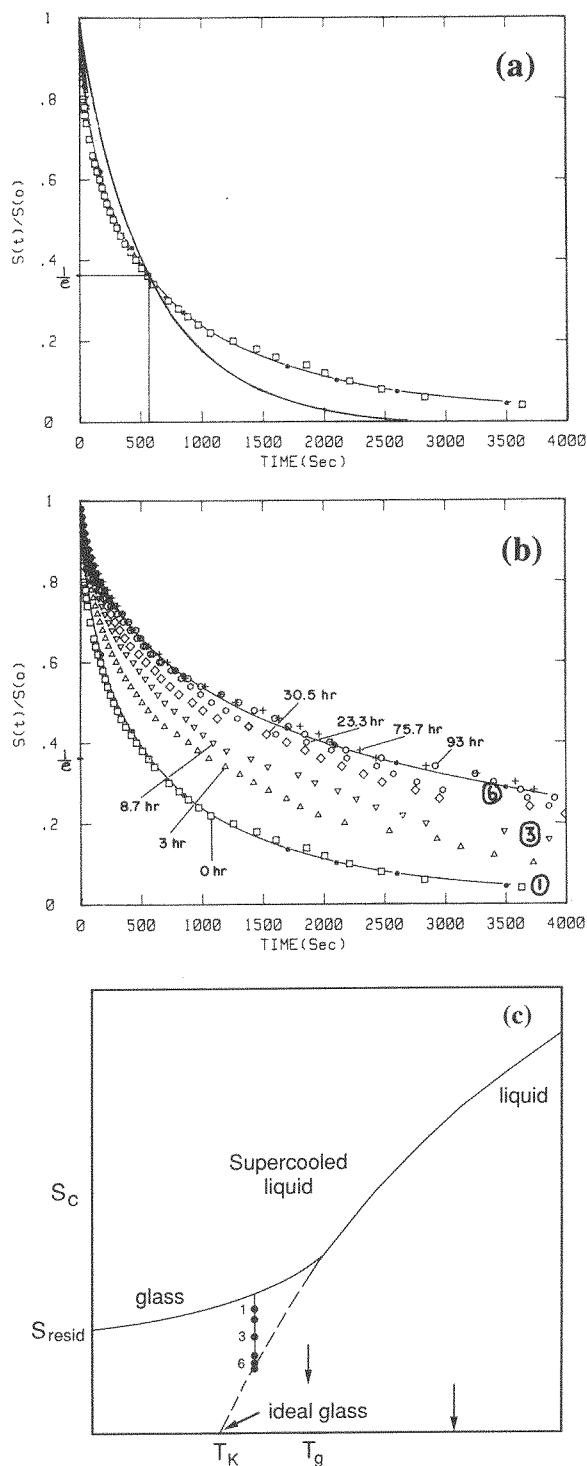 (a)
1
.8
.6
.4
1/e
.2
0
S(t)/S(o)
0 500 1000 1500 2000 2500 3000 3500 4000
TIME(Sec)
(b)
1
.8
.6
.4
1/e
.2
0
S(t)/S(o)
30.5 hr
23.3 hr
75.7 hr
93 hr
8.7 hr
3 hr
0 hr
6
3
1
0 500 1000 1500 2000 2500 3000 3500 4000
TIME(Sec)
(c)
liquid
Supercooled
liquid
SC
glass
Sresid
1
3
6
ideal glass
TK Tg